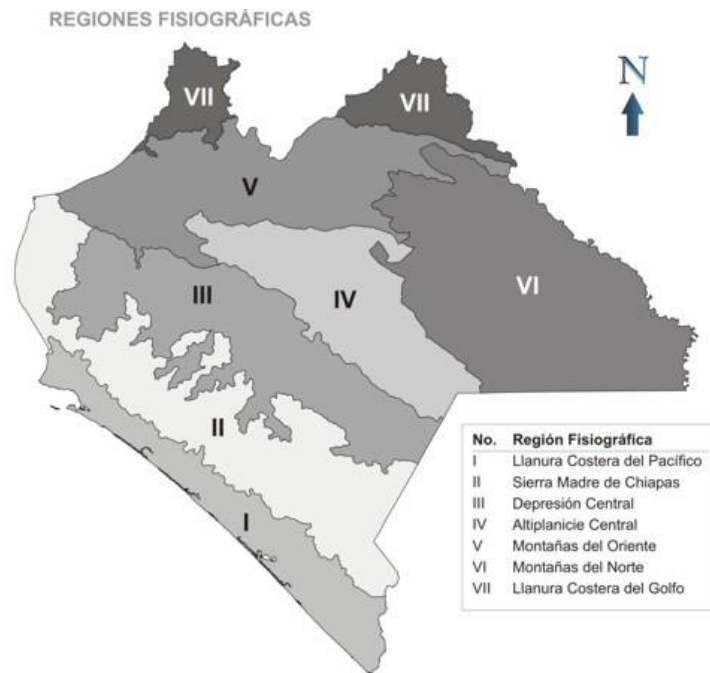 REGIONES FISIOGRÁFICAS
N
VII
VII
V
VI
III
IV
II
I
No. Región Fisiográfica
I Llanura Costera del Pacífico
II Sierra Madre de Chiapas
III Depresión Central
IV Altiplanicie Central
V Montañas del Oriente
VI Montañas del Norte
VII Llanura Costera del Golfo